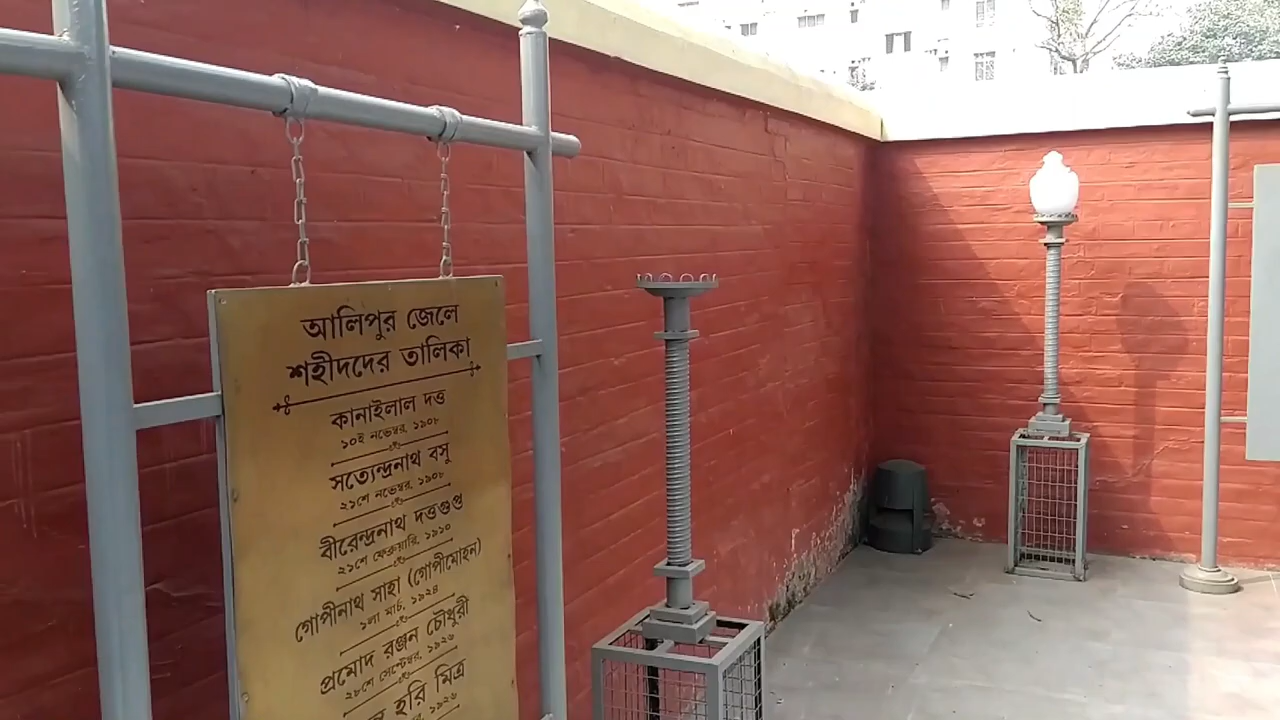 আলিপুর জেলে
শহীদদের তালিকা
কানাইলাল দত্ত
১০ই নভেম্বর, ১৯০৮
সত্যেন্দ্রনাথ বসু
২১শে নভেম্বর, ১৯০৮
বীরেন্দ্রনাথ দত্তগুপ্ত
২১শে ফেব্রুয়ারি, ১৯১০
গোপীনাথ সাহা (গোপীমোহন)
১লা মার্চ, ১৯২৪
প্রমোদ রঞ্জন চৌধুরী
২৮শে সেপ্টেম্বর, ১৯২৬
হরি মিত্র
১৯২৬